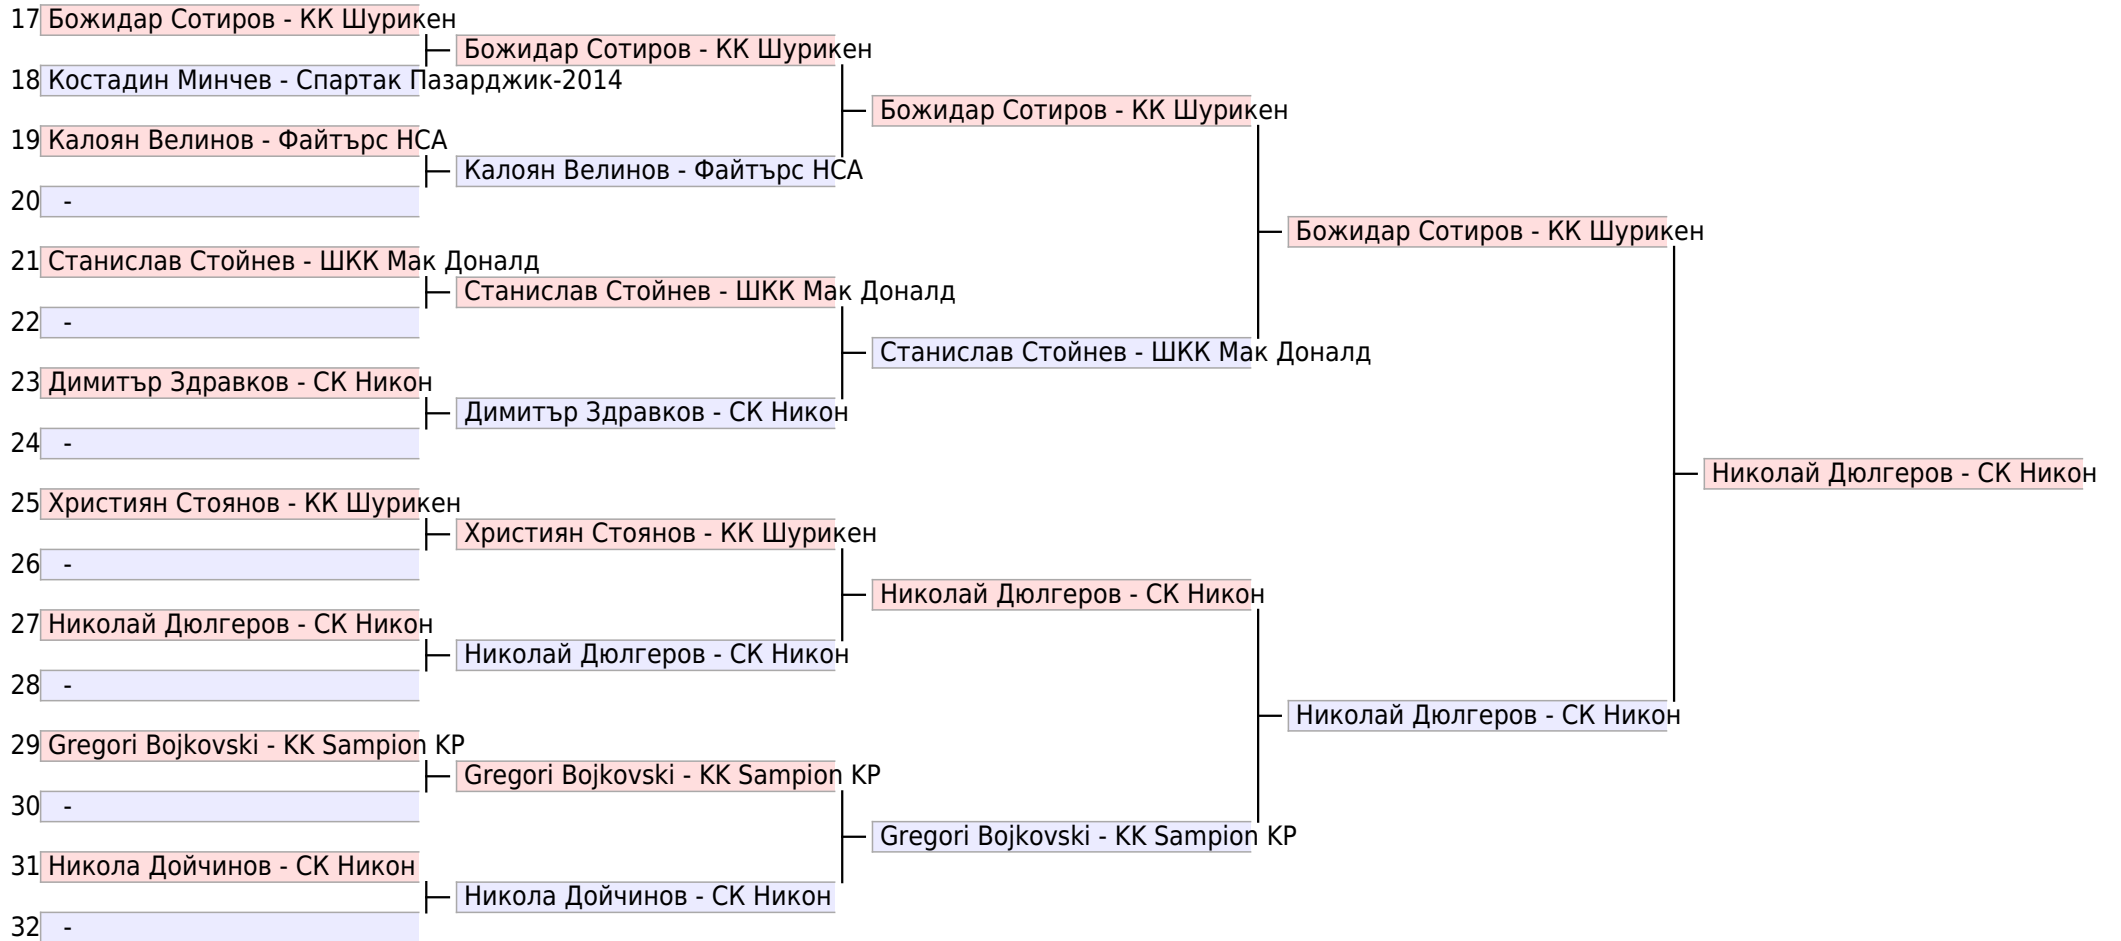 17 Божидар Сотиров - КК Шурикен
Божидар Сотиров - КК Шурикен
18 Костадин Минчев - Спартак Пазарджик-2014
Божидар Сотиров - КК Шурикен
19 Калоян Велинов - Файтърс НСА
Калоян Велинов - Файтърс НСА
20 -
Божидар Сотиров - КК Шурикен
21 Станислав Стойнев - ШКК Мак Доналд
Станислав Стойнев - ШКК Мак Доналд
22 -
Станислав Стойнев - ШКК Мак Доналд
23 Димитър Здравков - СК Никон
Димитър Здравков - СК Никон
24 -
Николай Дюлгеров - СК Никон
25 Християн Стоянов - КК Шурикен
Християн Стоянов - КК Шурикен
26 -
Николай Дюлгеров - СК Никон
27 Николай Дюлгеров - СК Никон
Николай Дюлгеров - СК Никон
28 -
Николай Дюлгеров - СК Никон
29 Gregori Bojkovski - KK Sampion KP
Gregori Bojkovski - KK Sampion KP
30 -
Gregori Bojkovski - KK Sampion KP
31 Никола Дойчинов - СК Никон
Никола Дойчинов - СК Никон
32 -